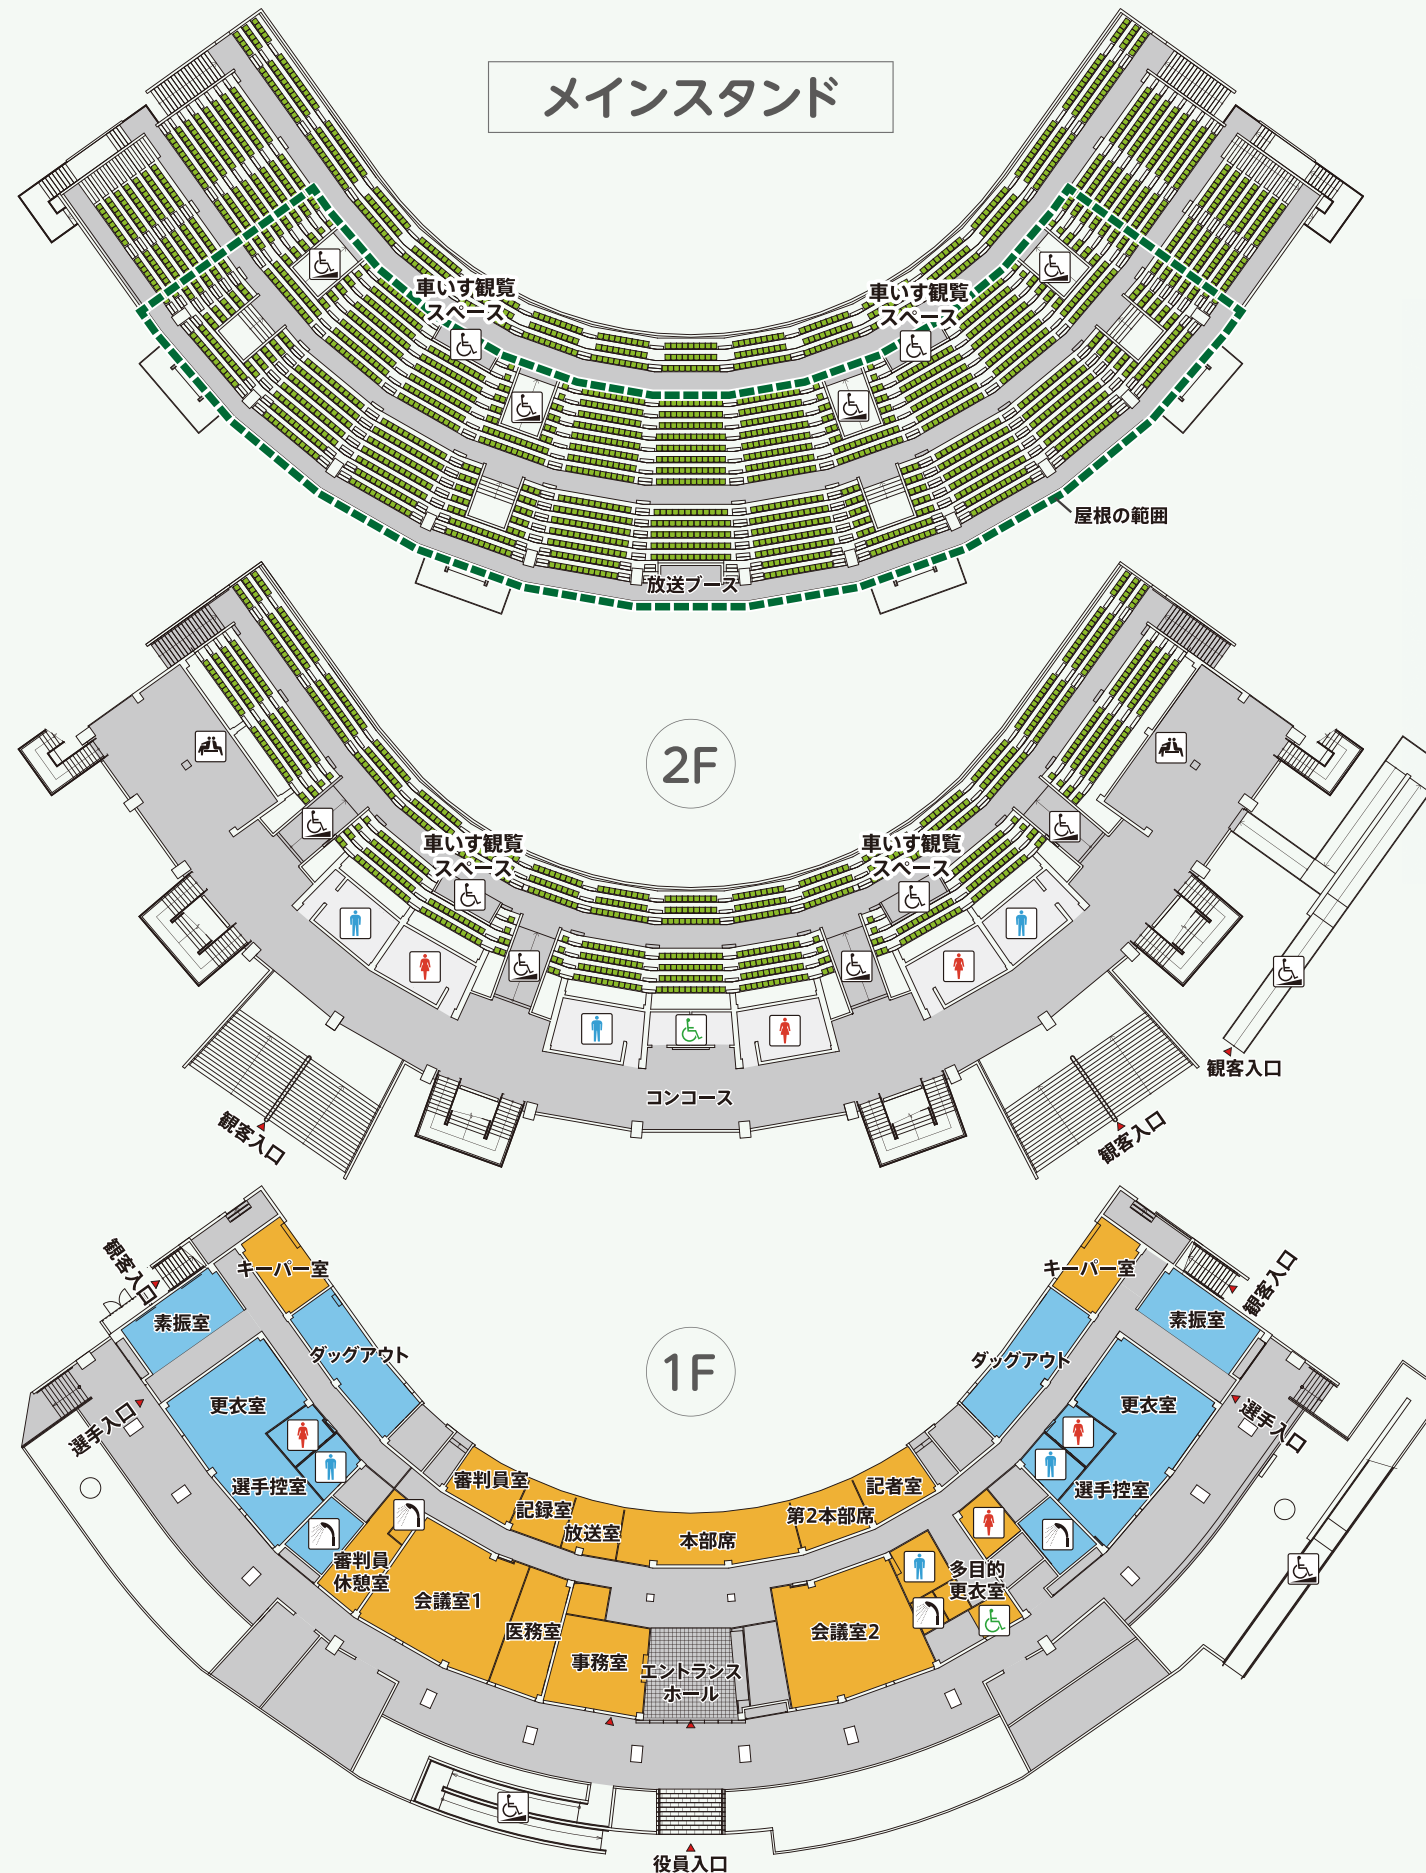 メインスタンド
車いす観覧
スペース
車いす観覧
スペース
屋根の範囲
放送ブース
2F
車いす観覧
スペース
車いす観覧
スペース
コンコース
観客入口
観客入口
観客入口
観客入口
キーパー室
素振室
ダッグアウト
更衣室
選手入口
選手控室
キーパー室
観客入口
素振室
ダッグアウト
更衣室
選手入口
選手控室
1F
審判員室
記録室
放送室
本部席
第2本部席
記者室
審判員
休憩室
会議室1
医務室
事務室
エントランス
ホール
会議室2
多目的
更衣室
役員入口